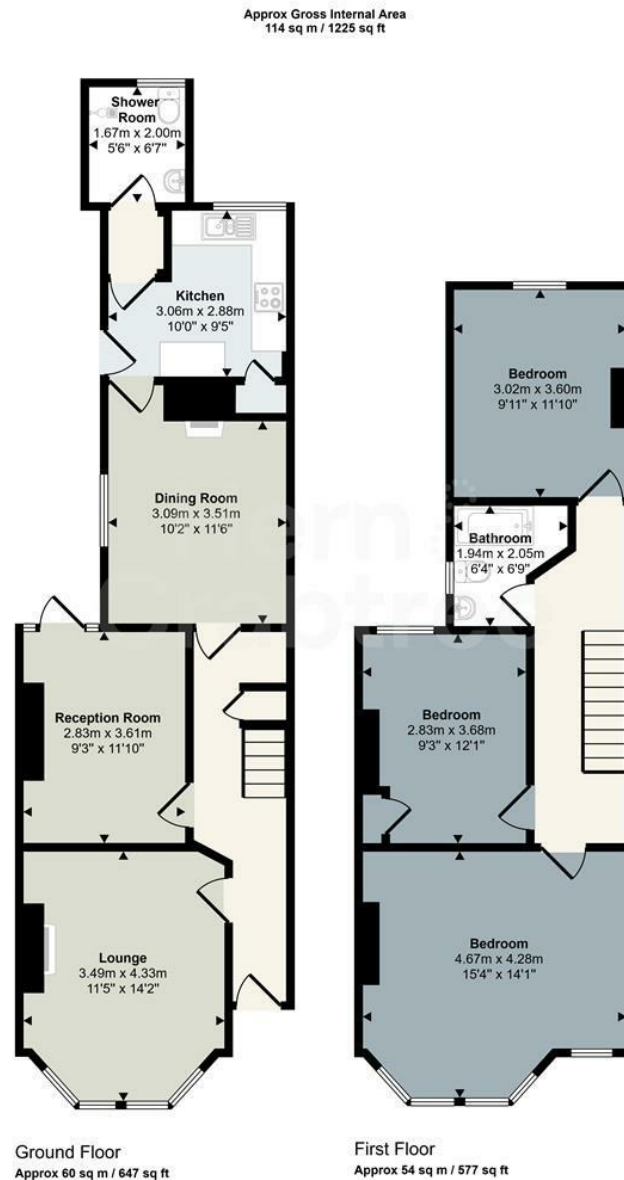 Approx Gross Internal Area
114 sq m / 1225 sq ft
Shower
Room
1.67m x 2.00m
5'6" x 6'7"
Kitchen
3.06m x 2.88m
10'0" x 9'5"
Dining Room
3.09m x 3.51m
10'2" x 11'6"
Reception Room
2.83m x 3.61m
9'3" x 11'10"
Lounge
3.49m x 4.33m
11'5" x 14'2"
Ground Floor
Approx 60 sq m / 647 sq ft
Bedroom
3.02m x 3.60m
9'11" x 11'10"
Bathroom
1.94m x 2.05m
6'4" x 6'9"
Bedroom
2.83m x 3.68m
9'3" x 12'1"
Bedroom
4.67m x 4.28m
15'4" x 14'1"
First Floor
Approx 54 sq m / 577 sq ft
Crabtree